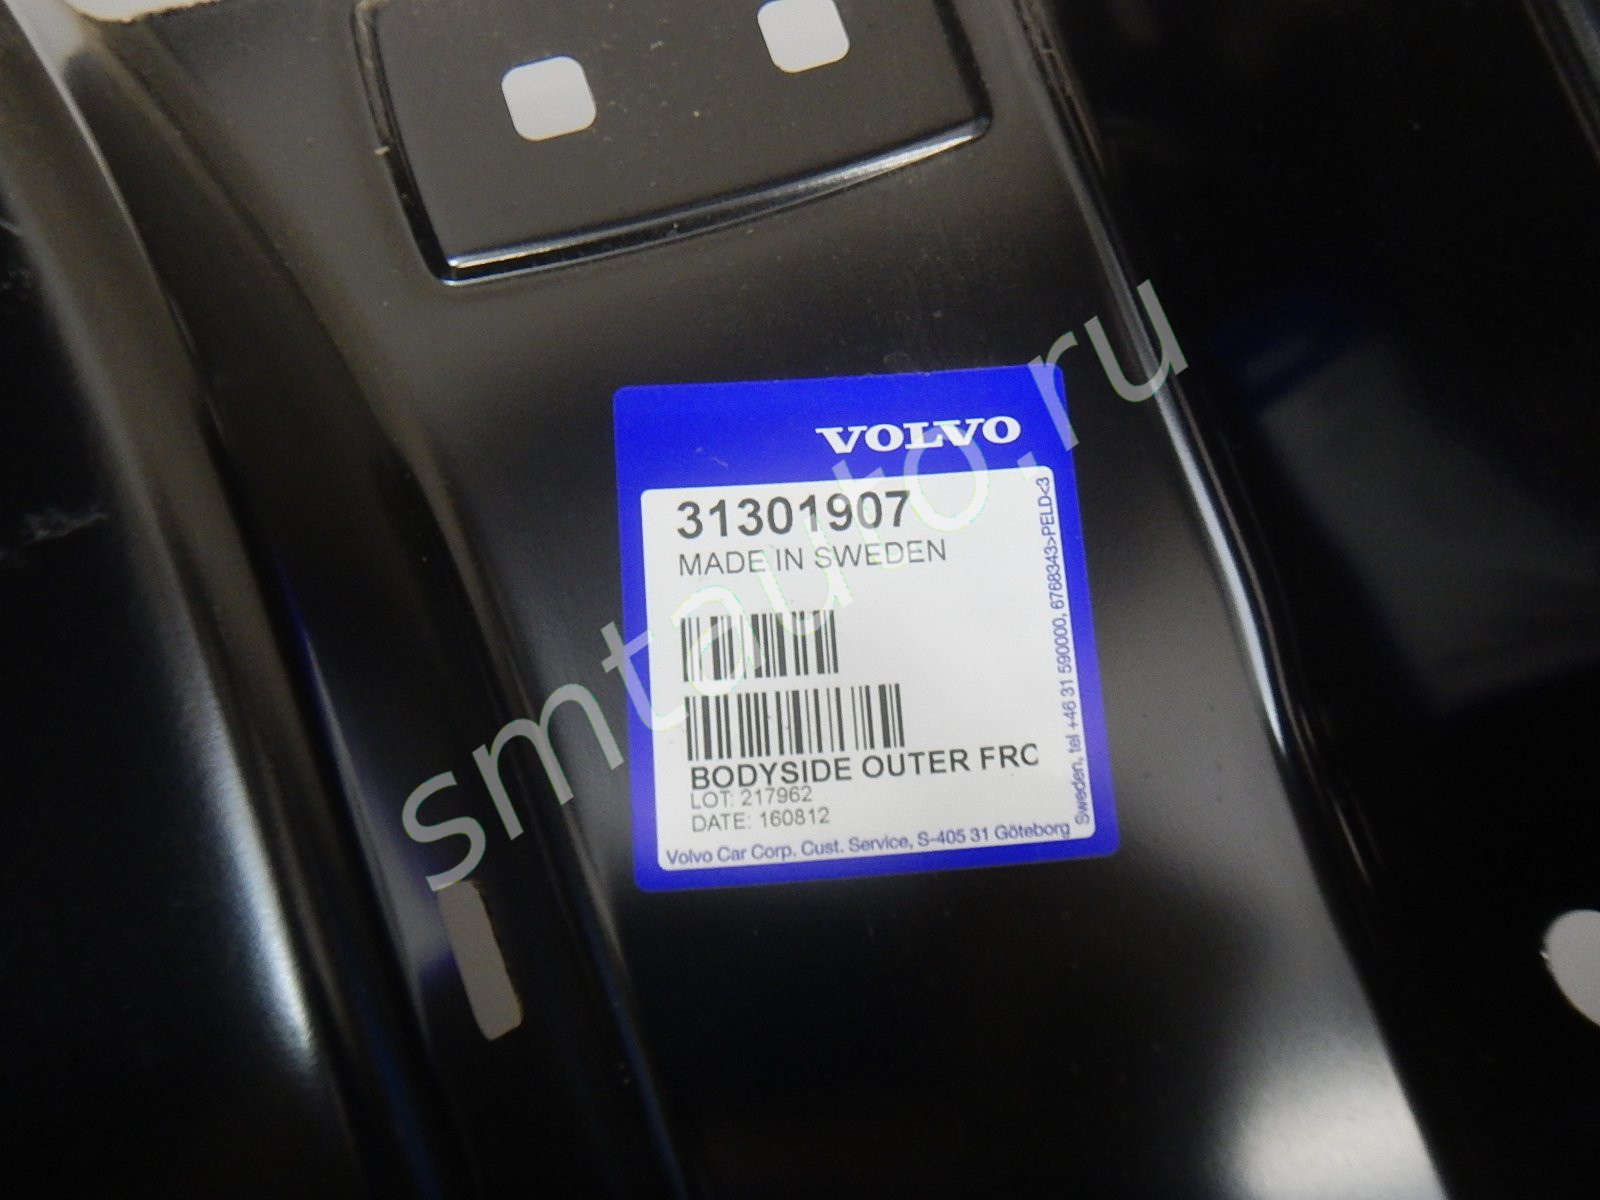 VOLVO
31301907
MADE IN SWEDEN
BODYSIDE OUTER FRO
LOT: 217962
DATE: 160812
Volvo Car Corp. Cust. Service, S-405 31 Göteborg
Sweden, tel +46 31 590000, 6768343>PELD<3
smtauto.ru